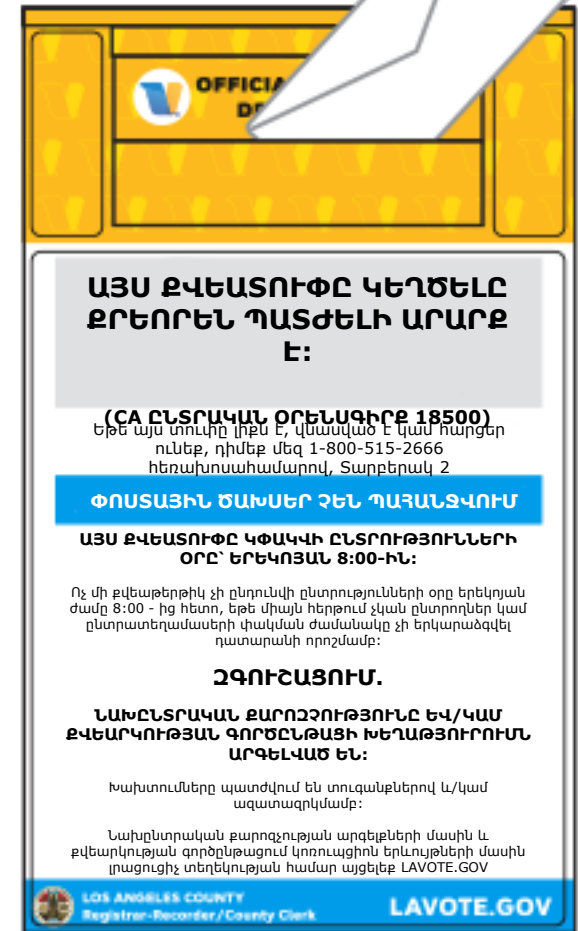 OFFICIA
ԱՅՍ ՔՎԵԱՏՈՒՓԸ ԿԵՂԾԵԼԸ
ՔՐԵՈՐԵՆ ՊԱՏԺԵԼԻ ԱՐԱՐՔ
Է:
(CA ԸՆՏՐԱԿԱՆ ՕՐԵՆՍԳԻՐՔ 18500)
Եթե այս տուփը լիքն է, վնասված է կամ հարցեր
ունեք, դիմեք մեզ 1-800-515-2666
հեռախոսահամարով, Տարբերակ 2
ՓՈՍՏԱՅԻՆ ԾԱԽՍԵՐ ՉԵՆ ՊԱՀԱՆՋՎՈՒՄ
ԱՅՍ ՔՎԵԱՏՈՒՓԸ ԿՓԱԿՎԻ ԸՆՏՐՈՒԹՅՈՒՆՆԵՐԻ
ՕՐԸ՝ ԵՐԵԿՈՅԱՆ 8:00-ԻՆ:
Ոչ մի քվեաթերթիկ չի ընդունվի ընտրությունների օրը երեկոյան
ժամը 8:00 - ից հետո, եթե միայն հերթում չկան ընտրողներ կամ
ընտրատեղամասերի փակման ժամանակը չի երկարաձգվել
դատարանի որոշմամբ:
ԶԳՈՒՇԱՑՈՒՄ.
ՆԱԽԸՆՏՐԱԿԱՆ ՔԱՐՈԶՉՈՒԹՅՈՒՆԸ ԵՎ/ԿԱՄ
ՔՎԵԱՐԿՈՒԹՅԱՆ ԳՈՐԾԸՆԹԱՑԻ ԽԵՂԱԹՅՈՒՐՈՒՄՆ
ԱՐԳԵԼՎԱԾ ԵՆ:
Խախտումները պատժվում են տուգանքներով և/կամ
ազատազրկմամբ:
Նախընտրական քարոզչության արգելքների մասին և
քվեարկության գործընթացում կոռուպցիոն երևույթների մասին
լրացուցիչ տեղեկության համար այցելեք LAVOTE.GOV
LOS ANGELES COUNTY
Registrar-Recorder/County Clerk
LAVOTE.GOV